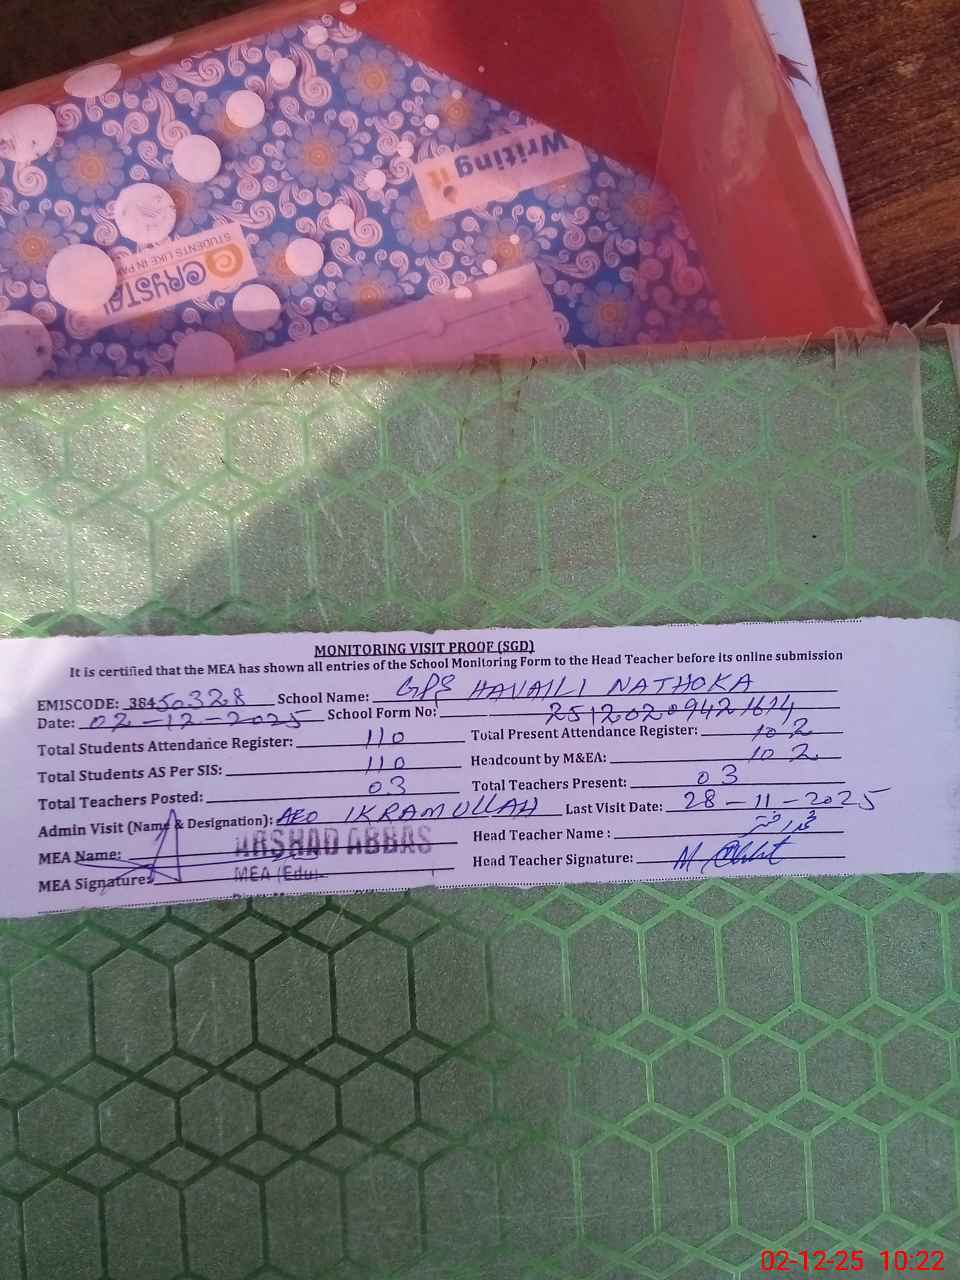 Writing it
CRYSTAL
STUDENTS LIKE IN PA
MONITORING VISIT PROOF (SGD)
It is certified that the MEA has shown all entries of the School Monitoring Form to the Head Teacher before its online submission
EMISCODE: 38450328 School Name: GPS HAVAILI NATHOKA
Date: 02-12-2025 School Form No: 2512020942
Total Students Attendance Register: 110 Total Present Attendance Register: 102
Total Students AS Per SIS: 110 Headcount by M&EA: 102
Total Teachers Posted: 03 Total Teachers Present: 03
Admin Visit (Name & Designation): AEO IKRAM ULLAH Last Visit Date: 28-11-2025
MEA Name: ARSHAD ABBAS Head Teacher Name :
MEA Signature: MEA (Edu) Head Teacher Signature:
02-12-25 10:22